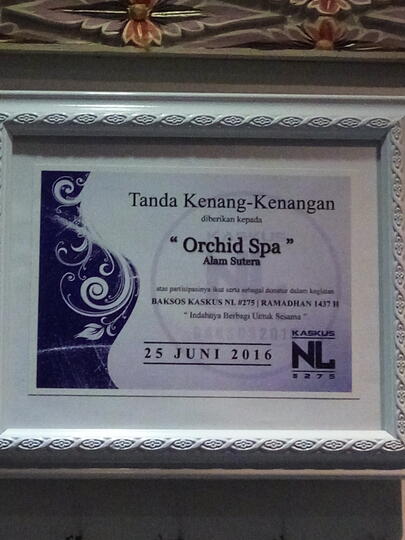 Tanda Kenang-Kenangan
diberikan kepada
“ Orchid Spa ”
Alam Sutera
atas partisipasinya ikut serta sebagai donatur dalam kegiatan
BAKSOS KASKUS NL #275 | RAMADHAN 1437 H
“ Indahnya Berbagi Untuk Sesama ”
25 JUNI 2016
KASKUS
NL
#275